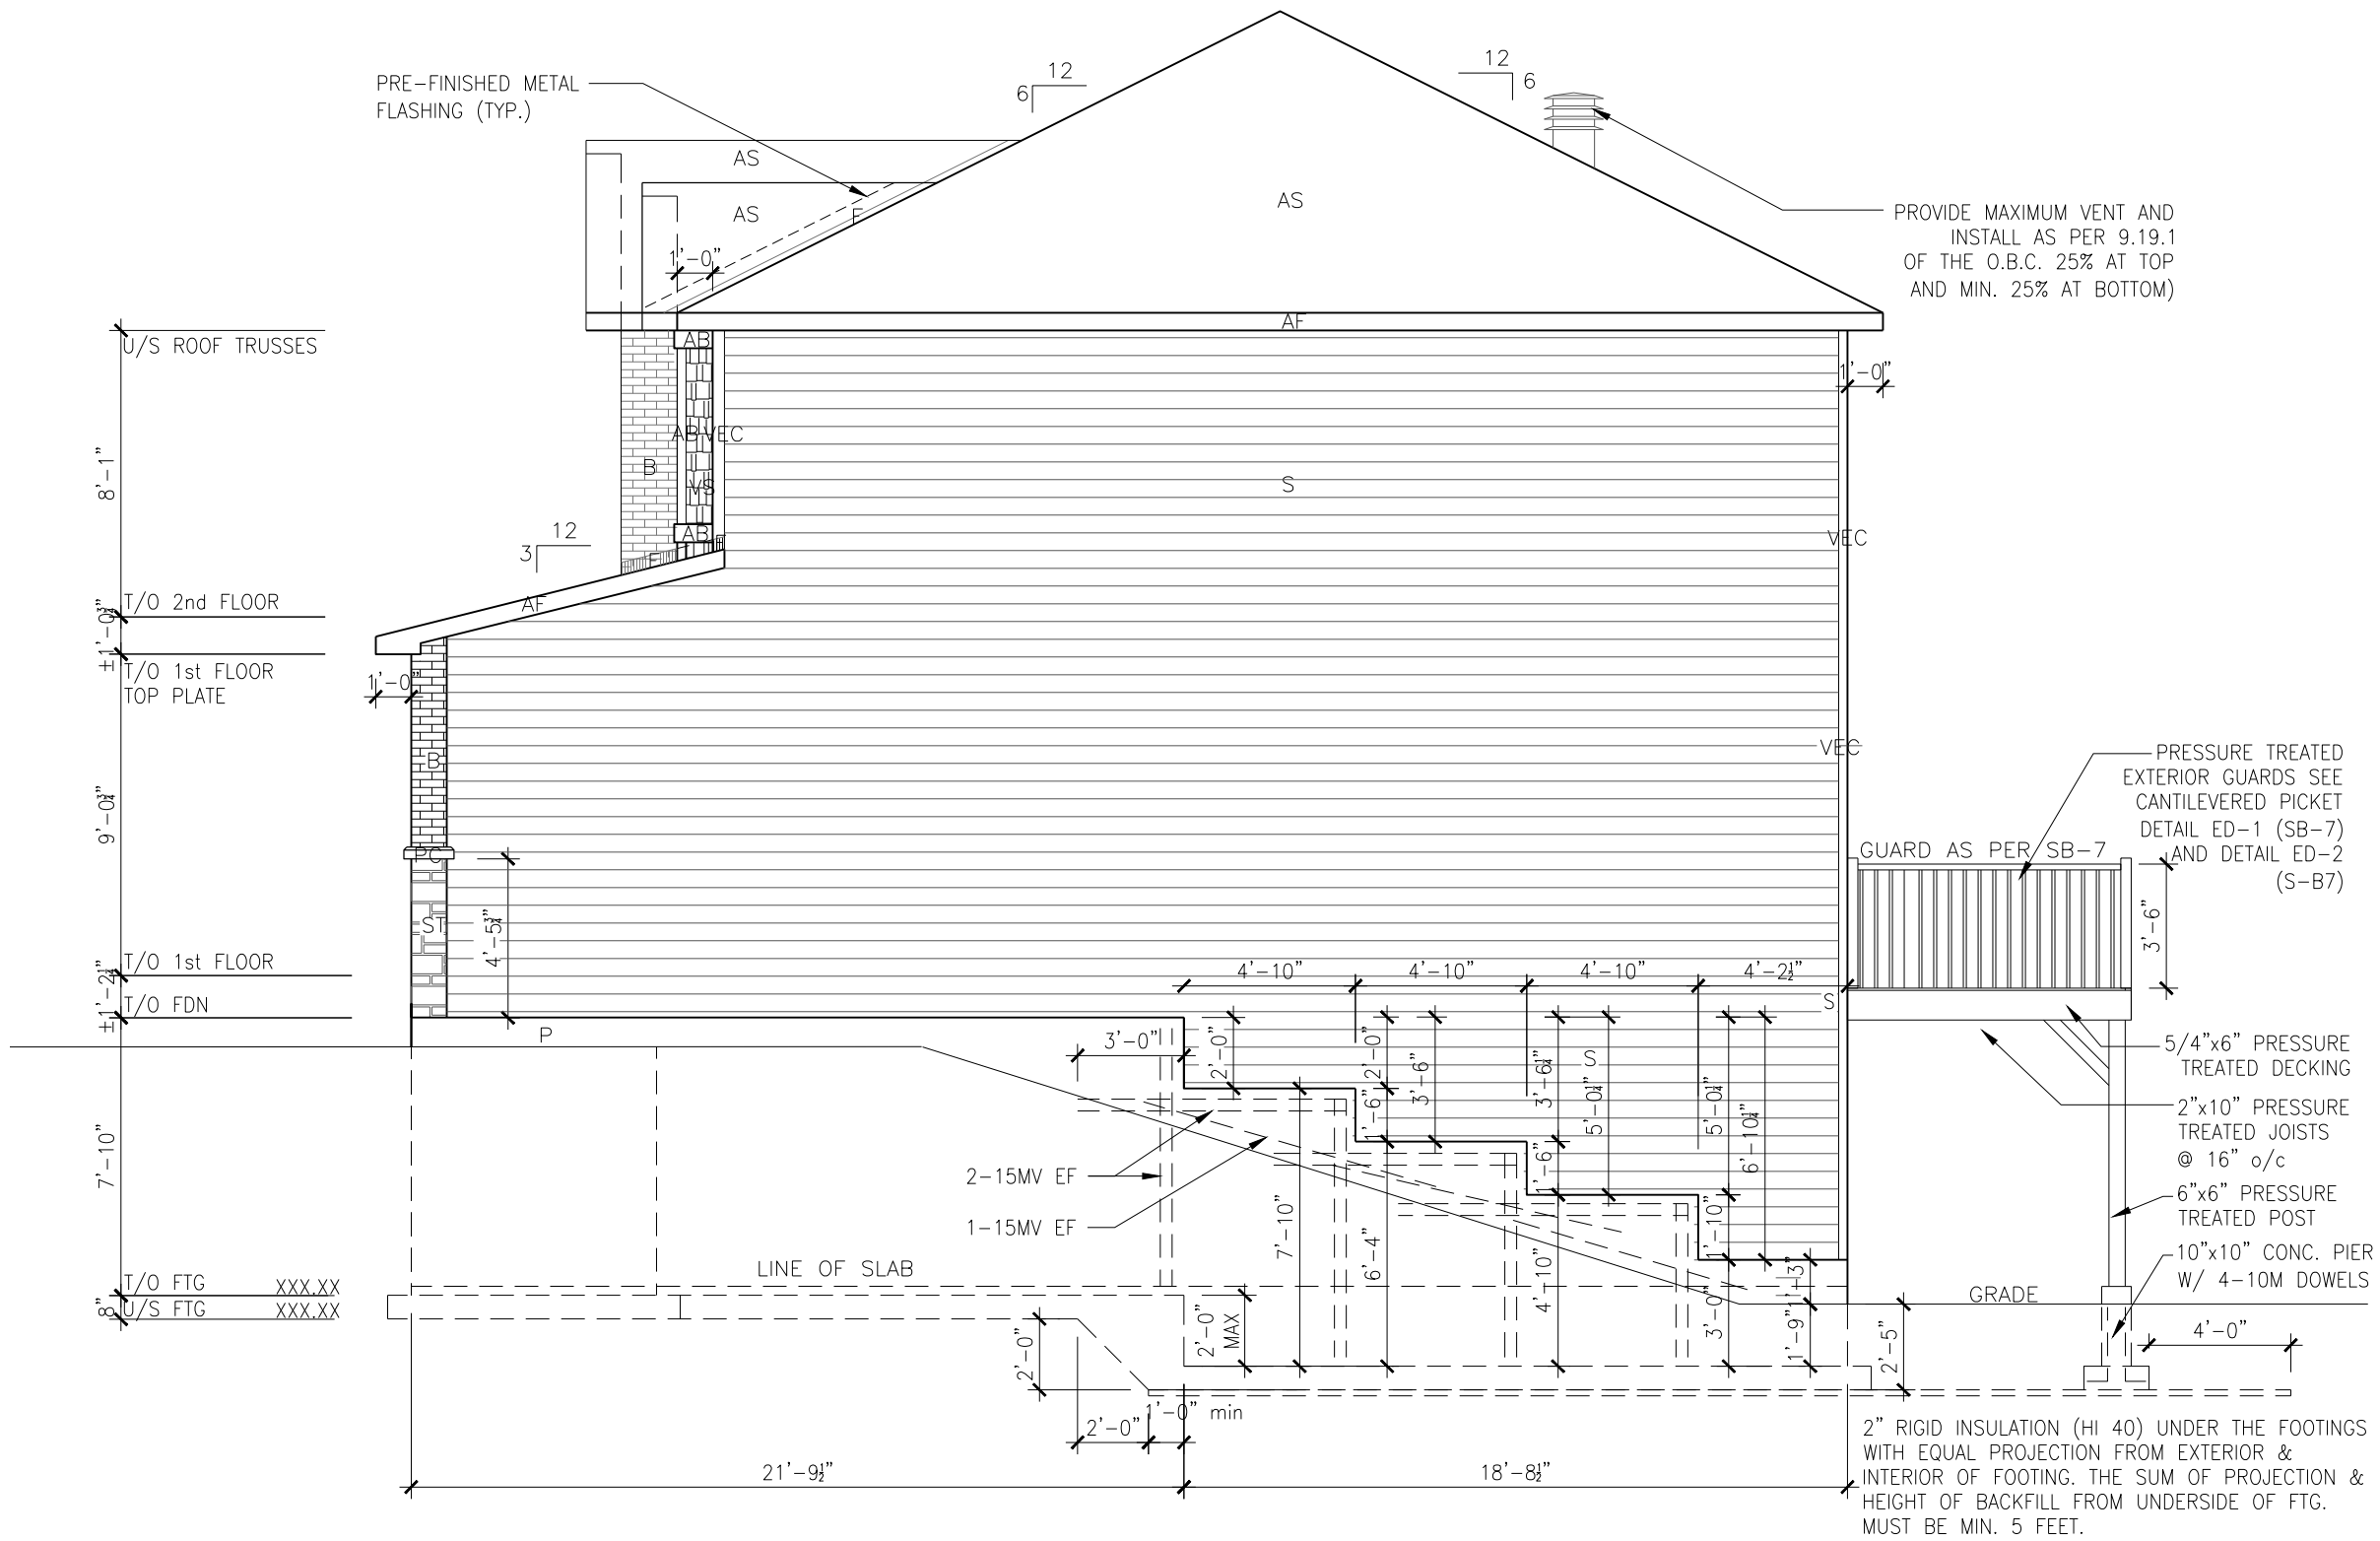 12
6
12
6
PRE-FINISHED METAL
FLASHING (TYP.)
AS
AS
F
AS
1'-0"
PROVIDE MAXIMUM VENT AND
INSTALL AS PER 9.19.1
OF THE O.B.C. 25% AT TOP
AND MIN. 25% AT BOTTOM)
AF
U/S ROOF TRUSSES
AB
1'-0"
AB
VEC
B
VS
S
8'-1"
AB
F
F
VEC
12
3
T/O 2nd FLOOR
AF
±1'-0¾"
T/O 1st FLOOR
TOP PLATE
1'-0"
B
VEC
PRESSURE TREATED
EXTERIOR GUARDS SEE
CANTILEVERED PICKET
DETAIL ED-1 (SB-7)
AND DETAIL ED-2
(S-B7)
9'-0¾"
PC
GUARD AS PER SB-7
ST
4'-5¾"
3'-6"
T/O 1st FLOOR
4'-10"
4'-10"
4'-10"
4'-2½"
±1'-2½"
T/O FDN
S
P
3'-0"
2'-0"
2'-0"
3'-6"
3'-6¼"
S
5'-0¼"
5'-0¼"
6'-10¼"
5/4"x6" PRESSURE
TREATED DECKING
2"x10" PRESSURE
TREATED JOISTS
@ 16" o/c
1'-6"
7'-10"
2-15MV EF
1'-6"
6"x6" PRESSURE
TREATED POST
1-15MV EF
7'-10"
6'-4"
1'-10"
10"x10" CONC. PIER
W/ 4-10M DOWELS
LINE OF SLAB
T/O FTG XXX.XX
U/S FTG XXX.XX
8"
4'-10"
1'-3"
GRADE
2'-0"
MAX
3'-0"
1'-9"
2'-5"
4'-0"
2'-0"
1'-0" min
2'-0"
21'-9½"
18'-8½"
2" RIGID INSULATION (HI 40) UNDER THE FOOTINGS
WITH EQUAL PROJECTION FROM EXTERIOR &
INTERIOR OF FOOTING. THE SUM OF PROJECTION &
HEIGHT OF BACKFILL FROM UNDERSIDE OF FTG.
MUST BE MIN. 5 FEET.